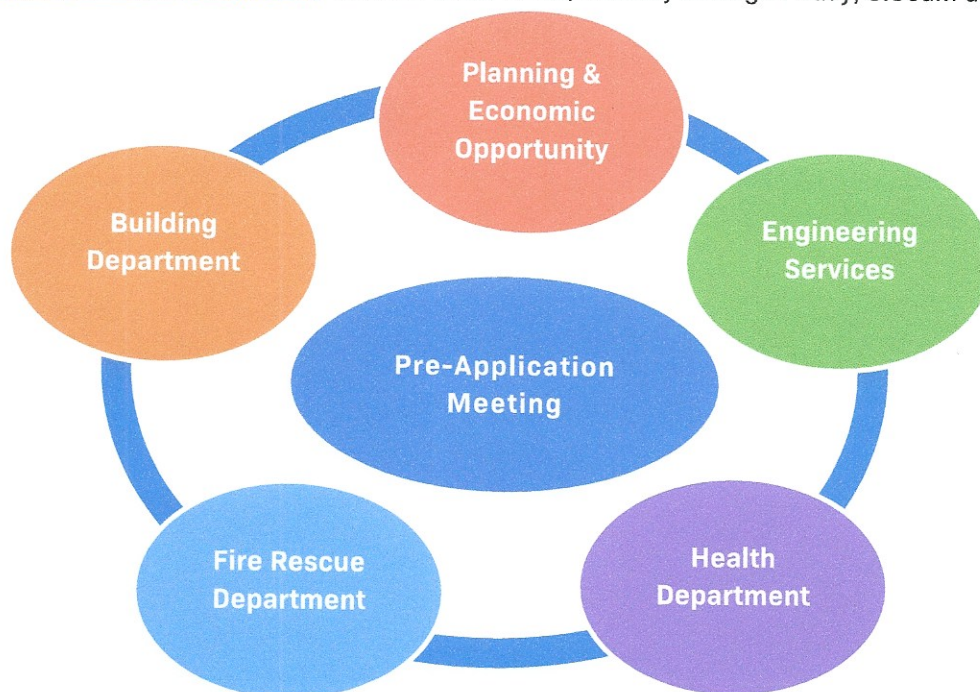 Planning &
Economic
Opportunity
Building
Department
Engineering
Services
Pre-Application
Meeting
Fire Rescue
Department
Health
Department